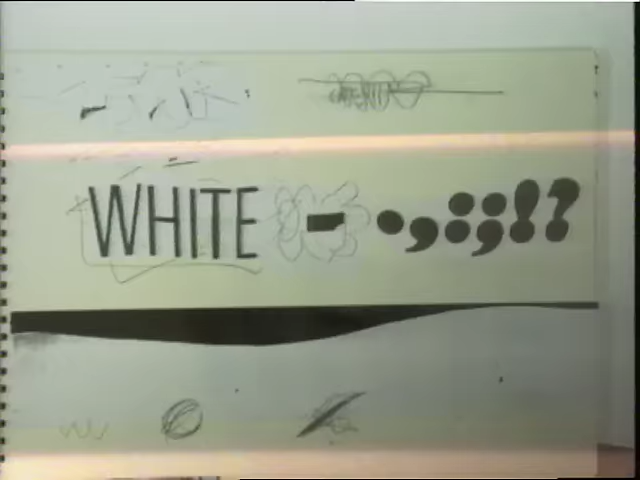 WHITE - . , : ; ! ?